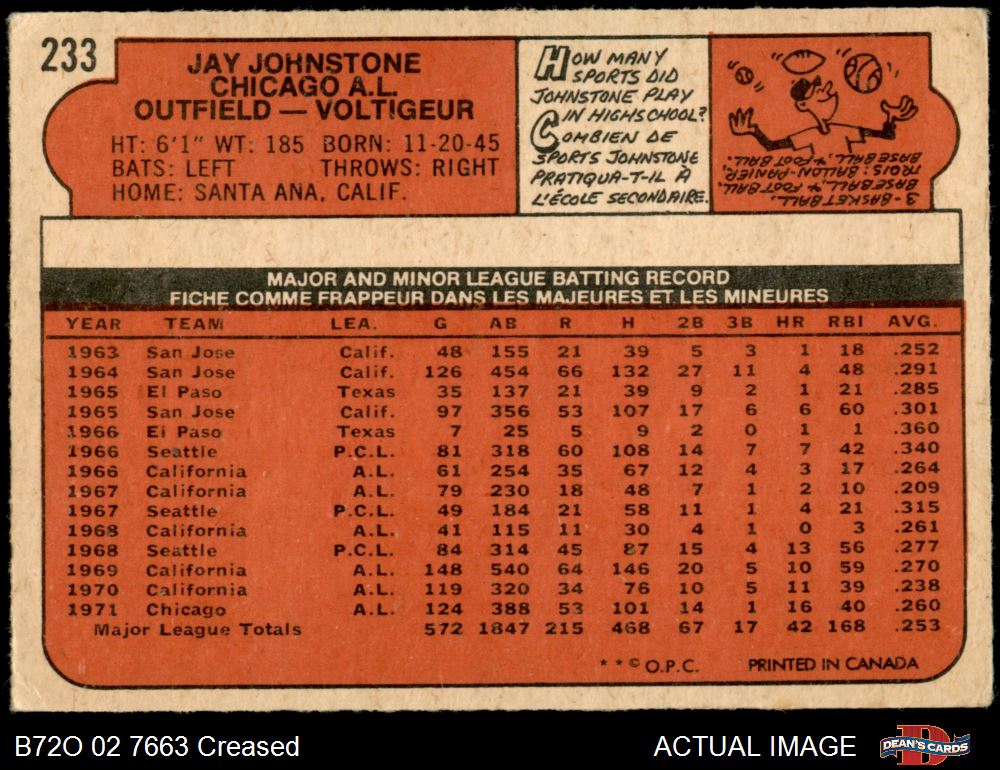 233
JAY JOHNSTONE
CHICAGO A.L.
OUTFIELD — VOLTIGEUR
HT: 6'1" WT: 185 BORN: 11-20-45
BATS: LEFT THROWS: RIGHT
HOME: SANTA ANA, CALIF.
HOW MANY
SPORTS DID
JOHNSTONE PLAY
IN HIGHSCHOOL?
COMBIEN DE
SPORTS JOHNSTONE
PRATIQUA-T-IL À
L'ÉCOLE SECONDAIRE.
3-BASKETBALL,
BASEBALL, & FOOTBALL.
TROIS: BALLON-PANIER,
BASEBALL, & FOOTBALL.
MAJOR AND MINOR LEAGUE BATTING RECORD
FICHE COMME FRAPPEUR DANS LES MAJEURES ET LES MINEURES
YEAR TEAM LEA. G AB R H 2B 3B HR RBI AVG.
1963 San Jose Calif. 48 155 21 39 5 3 1 18 .252
1964 San Jose Calif. 126 454 66 132 27 11 4 48 .291
1965 El Paso Texas 35 137 21 39 9 2 1 21 .285
1965 San Jose Calif. 97 356 53 107 17 6 6 60 .301
1966 El Paso Texas 7 25 5 9 2 0 1 1 .360
1966 Seattle P.C.L. 81 318 60 108 14 7 7 42 .340
1966 California A.L. 61 254 35 67 12 4 3 17 .264
1967 California A.L. 79 230 18 48 7 1 2 10 .209
1967 Seattle P.C.L. 49 184 21 58 11 1 4 21 .315
1968 California A.L. 41 115 11 30 4 1 0 3 .261
1968 Seattle P.C.L. 84 314 45 87 15 4 13 56 .277
1969 California A.L. 148 540 64 146 20 5 10 59 .270
1970 California A.L. 119 320 34 76 10 5 11 39 .238
1971 Chicago A.L. 124 388 53 101 14 1 16 40 .260
Major League Totals 572 1847 215 468 67 17 42 168 .253
* * © O.P.C. PRINTED IN CANADA
B72O 02 7663 Creased ACTUAL IMAGE DEAN'S CARDS